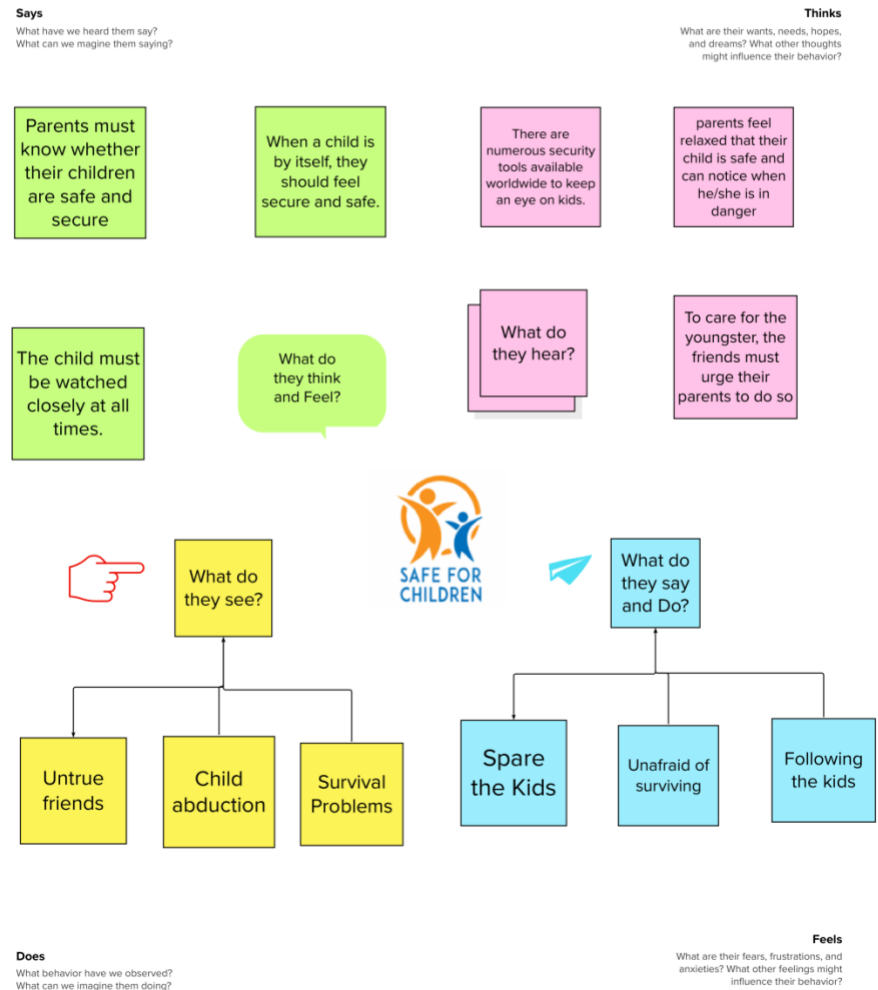 Says
What have we heard them say?
What can we magine them saying?
Thinks
What are their wants, needs, hopes,
and dreams? What other thoughts
might influence their behavior?
Parents must
know whether
their children
are safe and
secure
When a child is
by itself, they
should feel
secure and safe.
There are
numerous security
tools available
worldwide to keep
an eye on kids.
parents feel
relaxed that their
child is safe and
can notice when
he/she is in
danger
The child must
be watched
closely at all
times.
What do
they think
and Feel?
What do
they hear?
To care for the
youngster, the
friends must
urge their
parents to do so
SAFE FOR
CHILDREN
What do
they see?
What do
they say
and Do?
Untrue
friends
Child
abduction
Survival
Problems
Spare
the Kids
Unafraid of
surviving
Following
the kids
Does
What behavior have we observed?
What can we imagine them doing?
Feels
What are their fears, frustrations, and
anxieties? What other feelings might
influence their behavior?